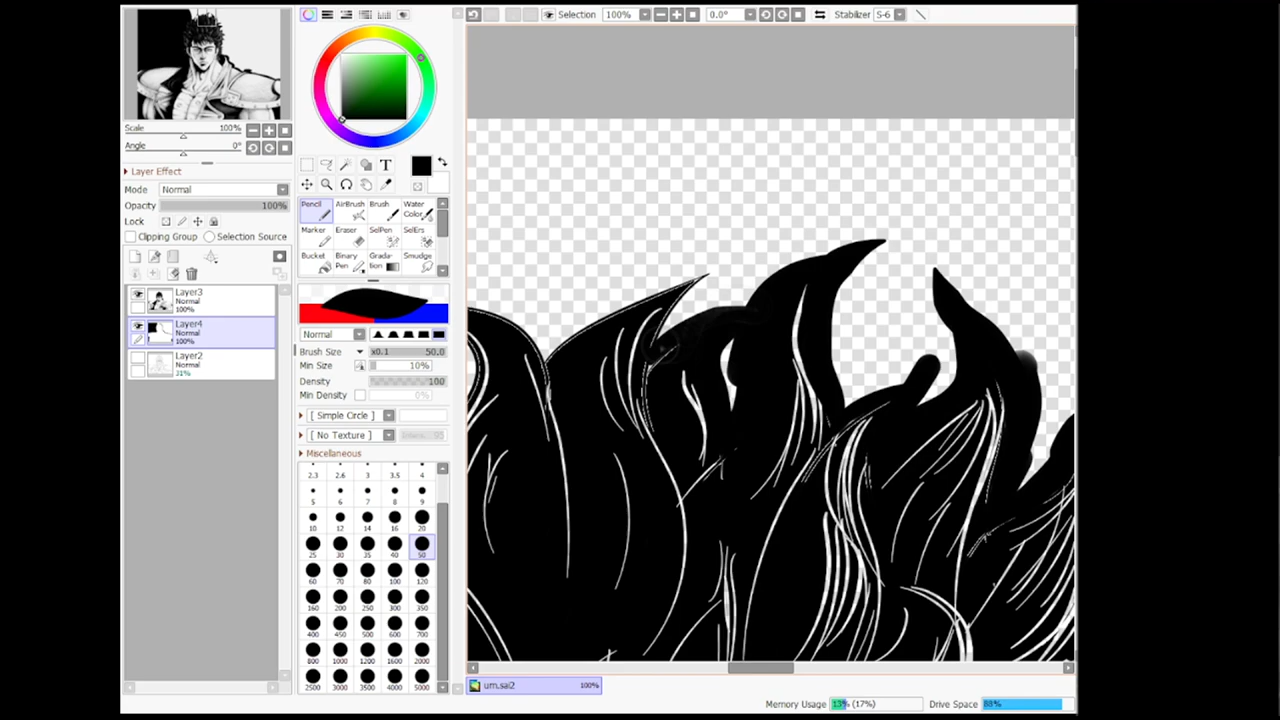 Selection 100% 0.0° Stabilizer S-6
Scale 100%
Angle 0°
Layer Effect
Mode Normal
Opacity 100%
Lock
Clipping Group Selection Source
Layer3
Normal
100%
Layer4
Normal
100%
Layer2
Normal
31%
T
Pencil AirBrush Brush Water Color
Marker Eraser SelPen SelErs
Bucket Binary Pen Gradation Smudge
Normal
Brush Size x0.1 50.0
Min Size 10%
Density 100
Min Density 0%
[ Simple Circle ]
[ No Texture ] 95
Miscellaneous
2.3 2.6 3 3.5 4
5 6 7 8 9
10 12 14 16 20
25 30 35 40 50
60 70 80 100 120
160 200 250 300 350
400 450 500 600 700
800 1000 1200 1600 2000
2500 3000 3500 4000 5000
um.sai2 100%
Memory Usage 13% (17%) Drive Space 88%